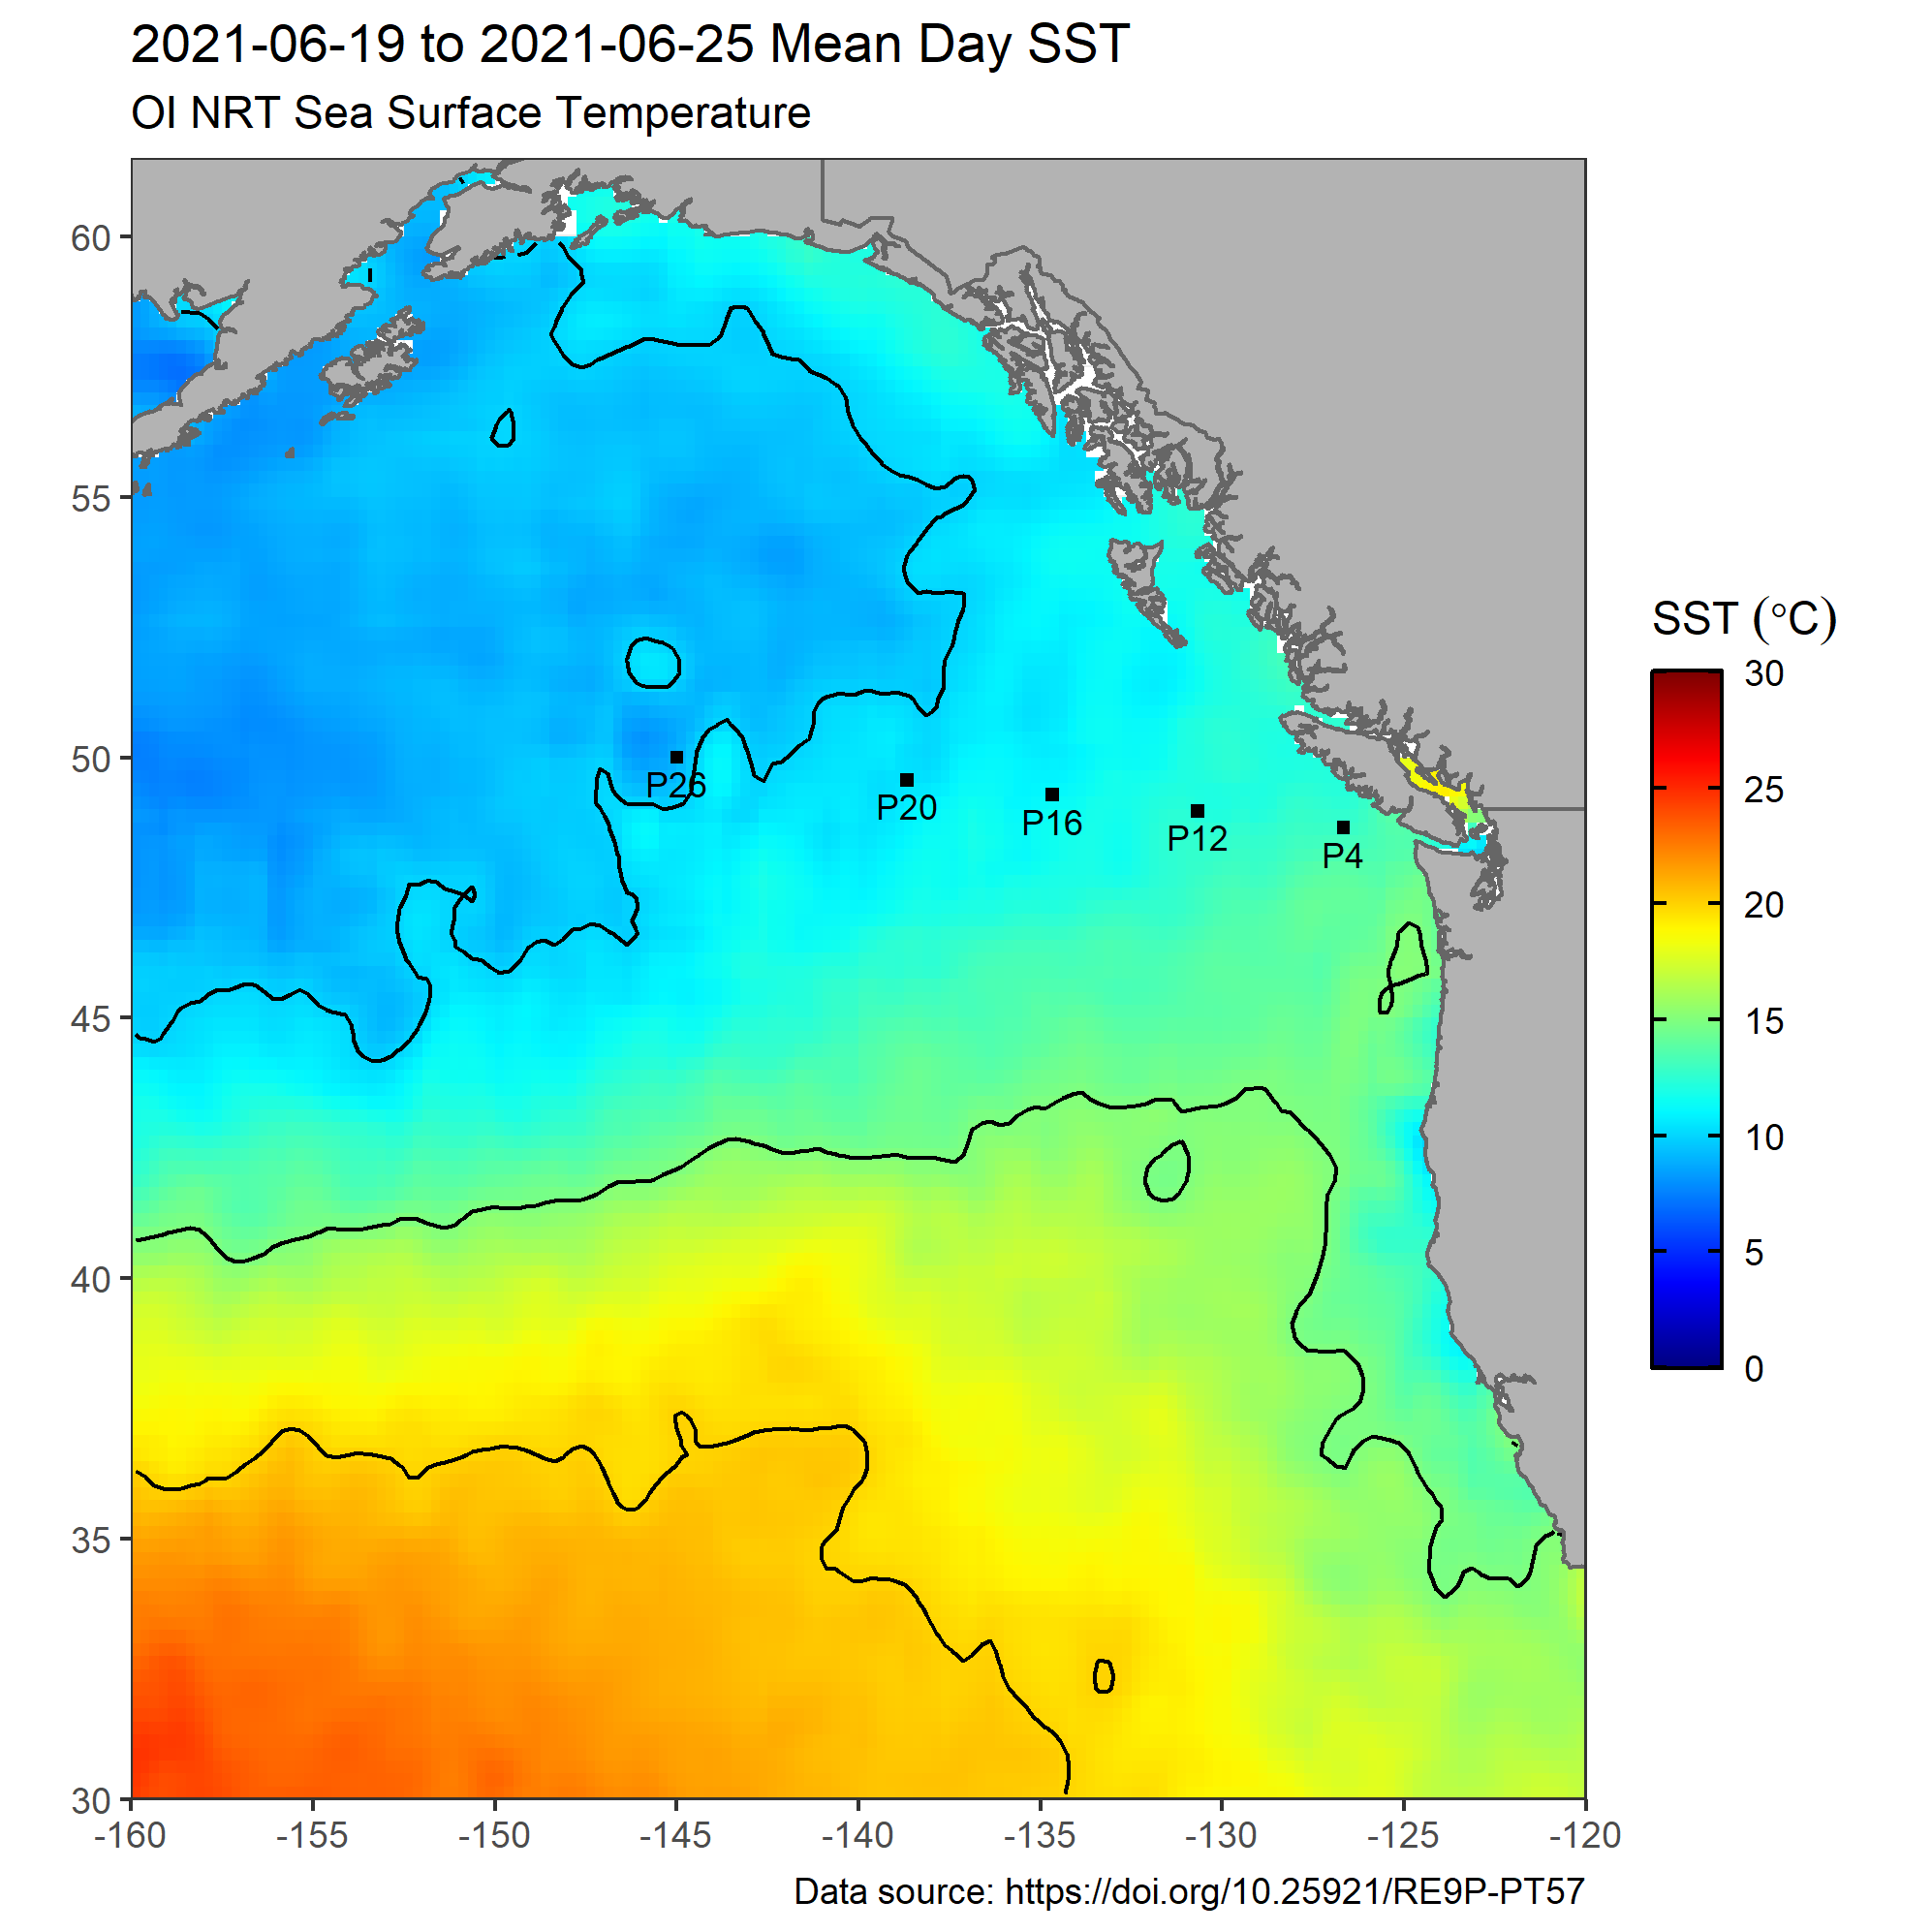 2021-06-19 to 2021-06-25 Mean Day SST
OI NRT Sea Surface Temperature
60
55
50
45
40
35
30
-160
-155
-150
-145
-140
-135
-130
-125
-120
P26
P20
P16
P12
P4
SST (°C)
30
25
20
15
10
5
0
Data source: https://doi.org/10.25921/RE9P-PT57